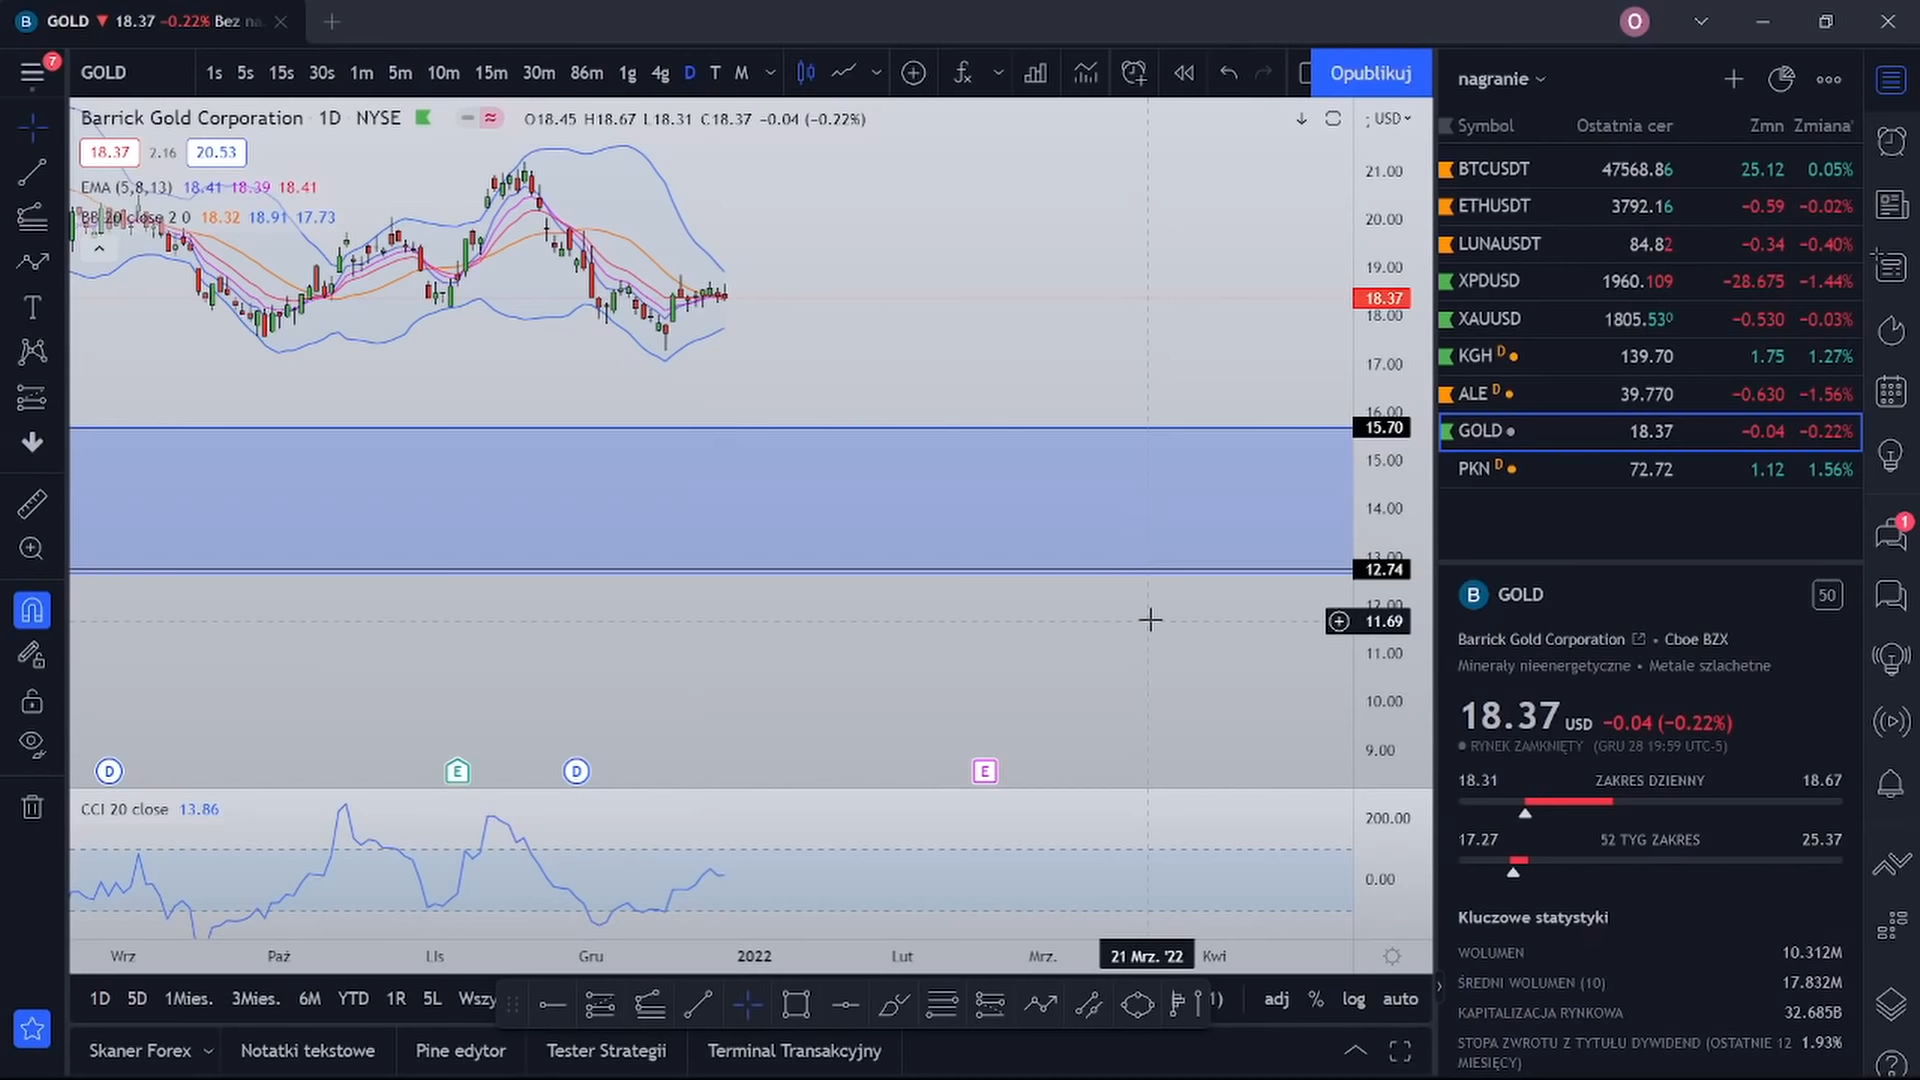 B GOLD ▼ 18.37 −0.22% Bez na
O
7
GOLD 1s 5s 15s 30s 1m 5m 10m 15m 30m 86m 1g 4g D T M Opublikuj
nagranie
Barrick Gold Corporation · 1D · NYSE O18.45 H18.67 L18.31 C18.37 −0.04 (−0.22%)
; USD
18.37 2.16 20.53
EMA (5,8,13) 18.41 18.39 18.41
BB 20 close 2 0 18.32 18.91 17.73
21.00
20.00
19.00
18.37
18.00
17.00
16.00
15.70
15.00
14.00
13.00
12.74
12.00
11.69
11.00
10.00
9.00
D E D E
CCI 20 close 13.86
200.00
0.00
Wrz Paź Lis Gru 2022 Lut Mrz. 21 Mrz. '22 Kwi
1D 5D 1Mies. 3Mies. 6M YTD 1R 5L Wszy 1) adj % log auto
Skaner Forex Notatki tekstowe Pine edytor Tester Strategii Terminal Transakcyjny
Symbol Ostatnia cer Zmn Zmiana'
BTCUSDT 47568.86 25.12 0.05%
ETHUSDT 3792.16 −0.59 −0.02%
LUNAUSDT 84.82 −0.34 −0.40%
XPDUSD 1960.109 −28.675 −1.44%
XAUUSD 1805.530 −0.530 −0.03%
KGH D 139.70 1.75 1.27%
ALE D 39.770 −0.630 −1.56%
GOLD 18.37 −0.04 −0.22%
PKN D 72.72 1.12 1.56%
1
B GOLD 50
Barrick Gold Corporation • Cboe BZX
Minerały nieenergetyczne • Metale szlachetne
18.37 USD −0.04 (−0.22%)
RYNEK ZAMKNIĘTY (GRU 28 19:59 UTC-5)
18.31 ZAKRES DZIENNY 18.67
17.27 52 TYG ZAKRES 25.37
Kluczowe statystyki
WOLUMEN 10.312M
ŚREDNI WOLUMEN (10) 17.832M
KAPITALIZACJA RYNKOWA 32.685B
STOPA ZWROTU Z TYTUŁU DYWIDEND (OSTATNIE 12 1.93%
MIESIĘCY)